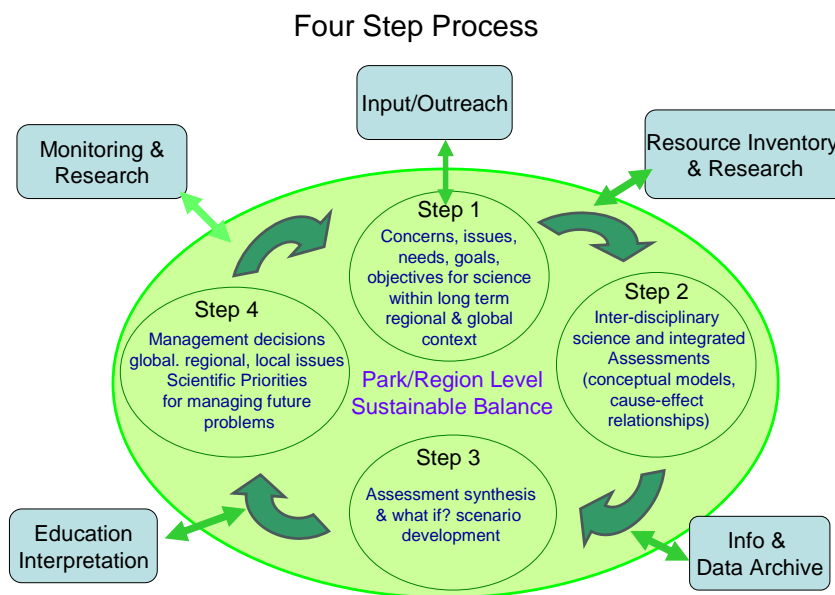 Four Step Process
Input/Outreach
Monitoring &
Research
Resource Inventory
& Research
Step 1
Concerns, issues,
needs, goals,
objectives for science
within long term
regional & global
context
Step 2
Inter-disciplinary
science and integrated
Assessments
(conceptual models,
cause-effect
relationships)
Step 4
Management decisions
global. regional, local issues
Scientific Priorities
for managing future
problems
Park/Region Level
Sustainable Balance
Step 3
Assessment synthesis
& what if? scenario
development
Education
Interpretation
Info &
Data Archive